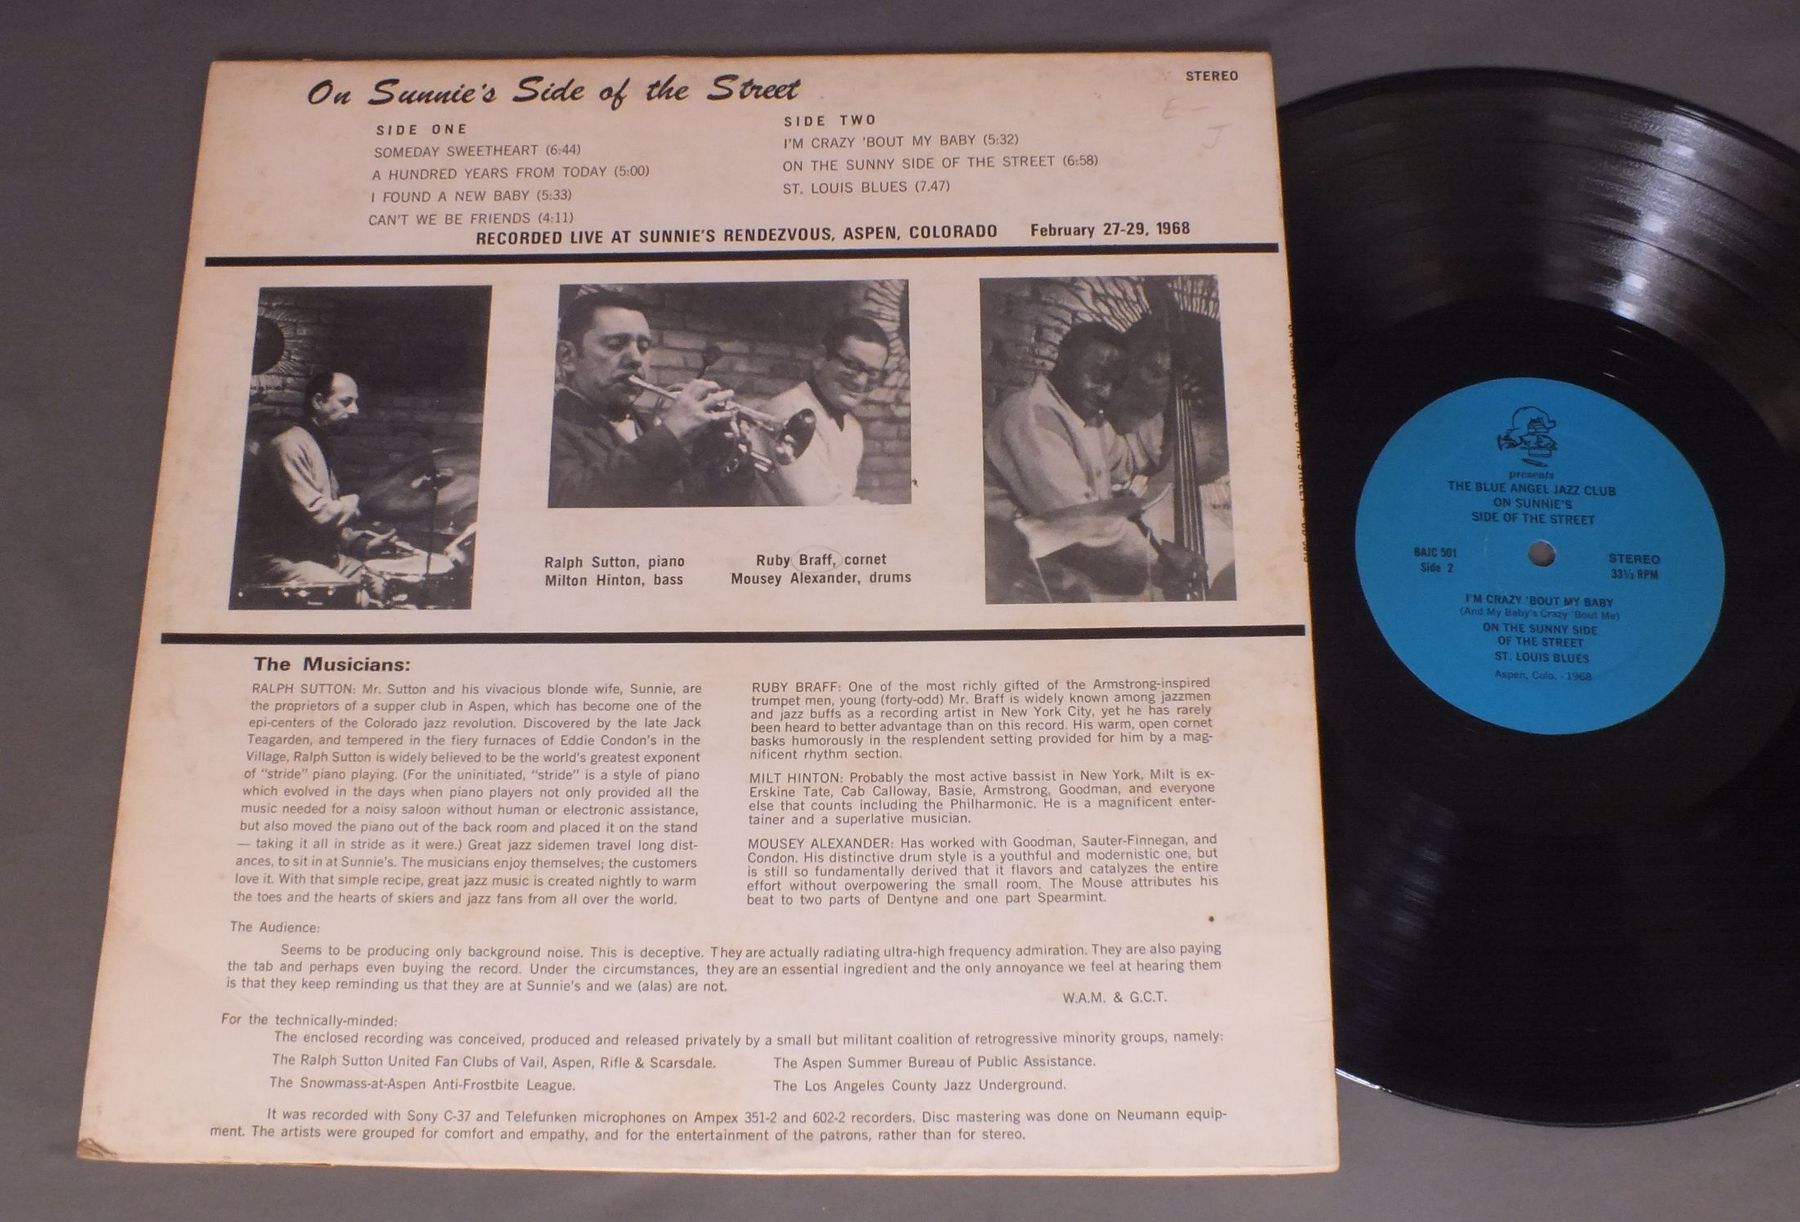 On Sunnie's Side of the Street
STEREO
E-
J
SIDE ONE
SOMEDAY SWEETHEART (6:44)
A HUNDRED YEARS FROM TODAY (5:00)
I FOUND A NEW BABY (5:33)
CAN'T WE BE FRIENDS (4:11)
SIDE TWO
I'M CRAZY 'BOUT MY BABY (5:32)
ON THE SUNNY SIDE OF THE STREET (6:58)
ST. LOUIS BLUES (7.47)
RECORDED LIVE AT SUNNIE'S RENDEZVOUS, ASPEN, COLORADO February 27-29, 1968
Ralph Sutton, piano
Milton Hinton, bass
Ruby Braff, cornet
Mousey Alexander, drums
The Musicians:
RALPH SUTTON: Mr. Sutton and his vivacious blonde wife, Sunnie, are
the proprietors of a supper club in Aspen, which has become one of the
epi-centers of the Colorado jazz revolution. Discovered by the late Jack
Teagarden, and tempered in the fiery furnaces of Eddie Condon's in the
Village, Ralph Sutton is widely believed to be the world's greatest exponent
of "stride" piano playing. (For the uninitiated, "stride" is a style of piano
which evolved in the days when piano players not only provided all the
music needed for a noisy saloon without human or electronic assistance,
but also moved the piano out of the back room and placed it on the stand
— taking it all in stride as it were.) Great jazz sidemen travel long dist-
ances, to sit in at Sunnie's. The musicians enjoy themselves; the customers
love it. With that simple recipe, great jazz music is created nightly to warm
the toes and the hearts of skiers and jazz fans from all over the world.
RUBY BRAFF: One of the most richly gifted of the Armstrong-inspired
trumpet men, young (forty-odd) Mr. Braff is widely known among jazzmen
and jazz buffs as a recording artist in New York City, yet he has rarely
been heard to better advantage than on this record. His warm, open cornet
basks humorously in the resplendent setting provided for him by a mag-
nificent rhythm section.
MILT HINTON: Probably the most active bassist in New York, Milt is ex-
Erskine Tate, Cab Calloway, Basie, Armstrong, Goodman, and everyone
else that counts including the Philharmonic. He is a magnificent enter-
tainer and a superlative musician.
MOUSEY ALEXANDER: Has worked with Goodman, Sauter-Finnegan, and
Condon. His distinctive drum style is a youthful and modernistic one, but
is still so fundamentally derived that it flavors and catalyzes the entire
effort without overpowering the small room. The Mouse attributes his
beat to two parts of Dentyne and one part Spearmint.
The Audience:
Seems to be producing only background noise. This is deceptive. They are actually radiating ultra-high frequency admiration. They are also paying
the tab and perhaps even buying the record. Under the circumstances, they are an essential ingredient and the only annoyance we feel at hearing them
is that they keep reminding us that they are at Sunnie's and we (alas) are not.
W.A.M. & G.C.T.
For the technically-minded:
The enclosed recording was conceived, produced and released privately by a small but militant coalition of retrogressive minority groups, namely:
The Ralph Sutton United Fan Clubs of Vail, Aspen, Rifle & Scarsdale.
The Snowmass-at-Aspen Anti-Frostbite League.
The Aspen Summer Bureau of Public Assistance.
The Los Angeles County Jazz Underground.
It was recorded with Sony C-37 and Telefunken microphones on Ampex 351-2 and 602-2 recorders. Disc mastering was done on Neumann equip-
ment. The artists were grouped for comfort and empathy, and for the entertainment of the patrons, rather than for stereo.
presents
THE BLUE ANGEL JAZZ CLUB
ON SUNNIE'S
SIDE OF THE STREET
BAJC 501
Side 2
STEREO
33⅓ RPM
I'M CRAZY 'BOUT MY BABY
(And My Baby's Crazy 'Bout Me)
ON THE SUNNY SIDE
OF THE STREET
ST. LOUIS BLUES
Aspen, Colo. - 1968